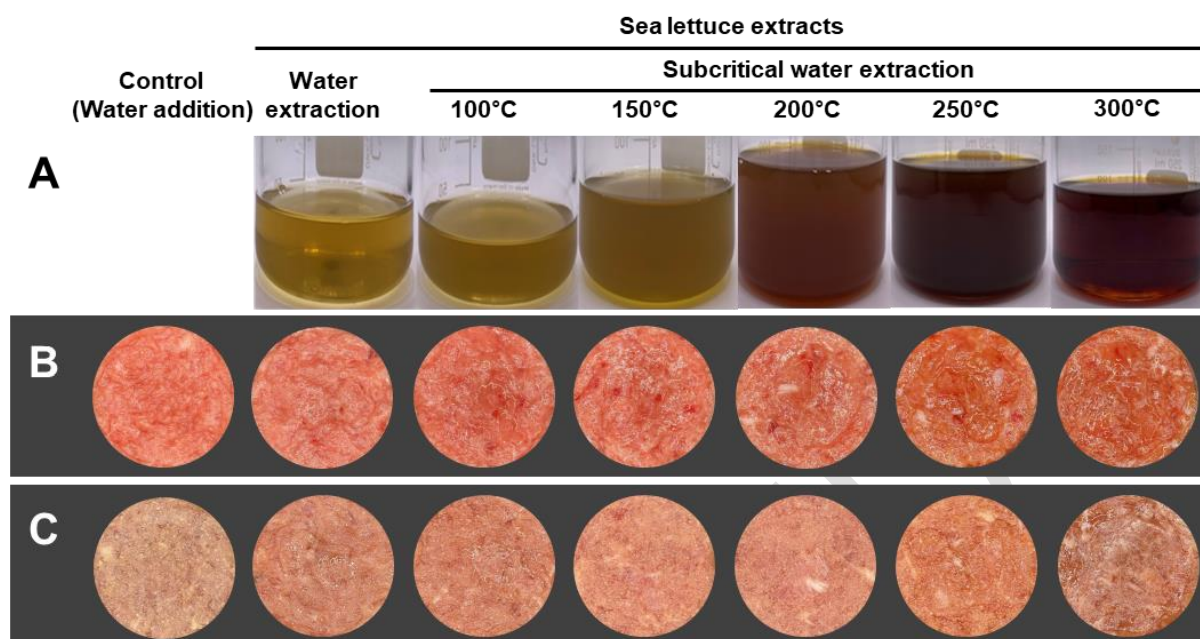 Sea lettuce extracts
Subcritical water extraction
Control
(Water addition)
Water
extraction
100°C
150°C
200°C
250°C
300°C
A
B
C